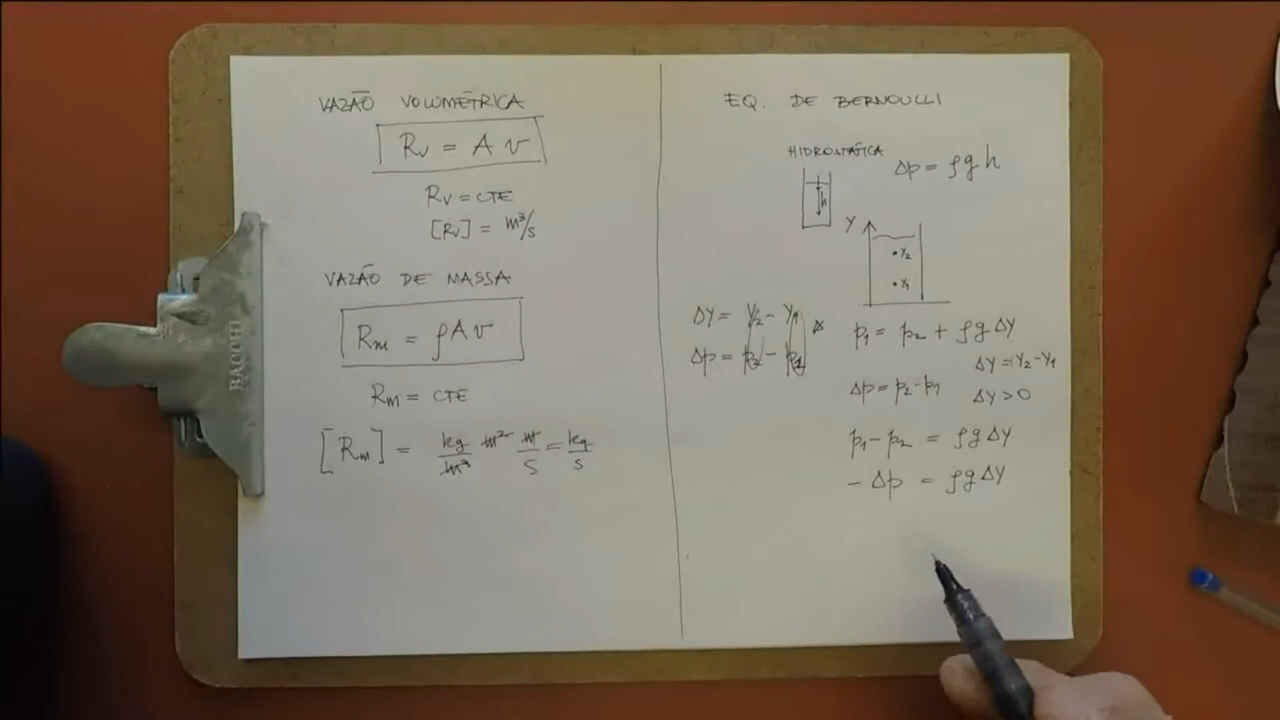 VAZÃO VOLUMÉTRICA
Rv = A v
Rv = CTE
[Rv] = m³/s
VAZÃO DE MASSA
Rm = ρ A v
Rm = CTE
[Rm] = kg/m³ m² m/s = kg/s
BACCHI
EQ. DE BERNOULLI
HIDROSTÁTICA
Δp = ρ g h
h
Y
y₂
y₁
Δy = y₂ - y₁
Δp = p₂ - p₁
p₁ = p₂ + ρ g Δy
Δy = y₂ - y₁
Δp = p₂ - p₁
Δy > 0
p₁ - p₂ = ρ g Δy
- Δp = ρ g Δy